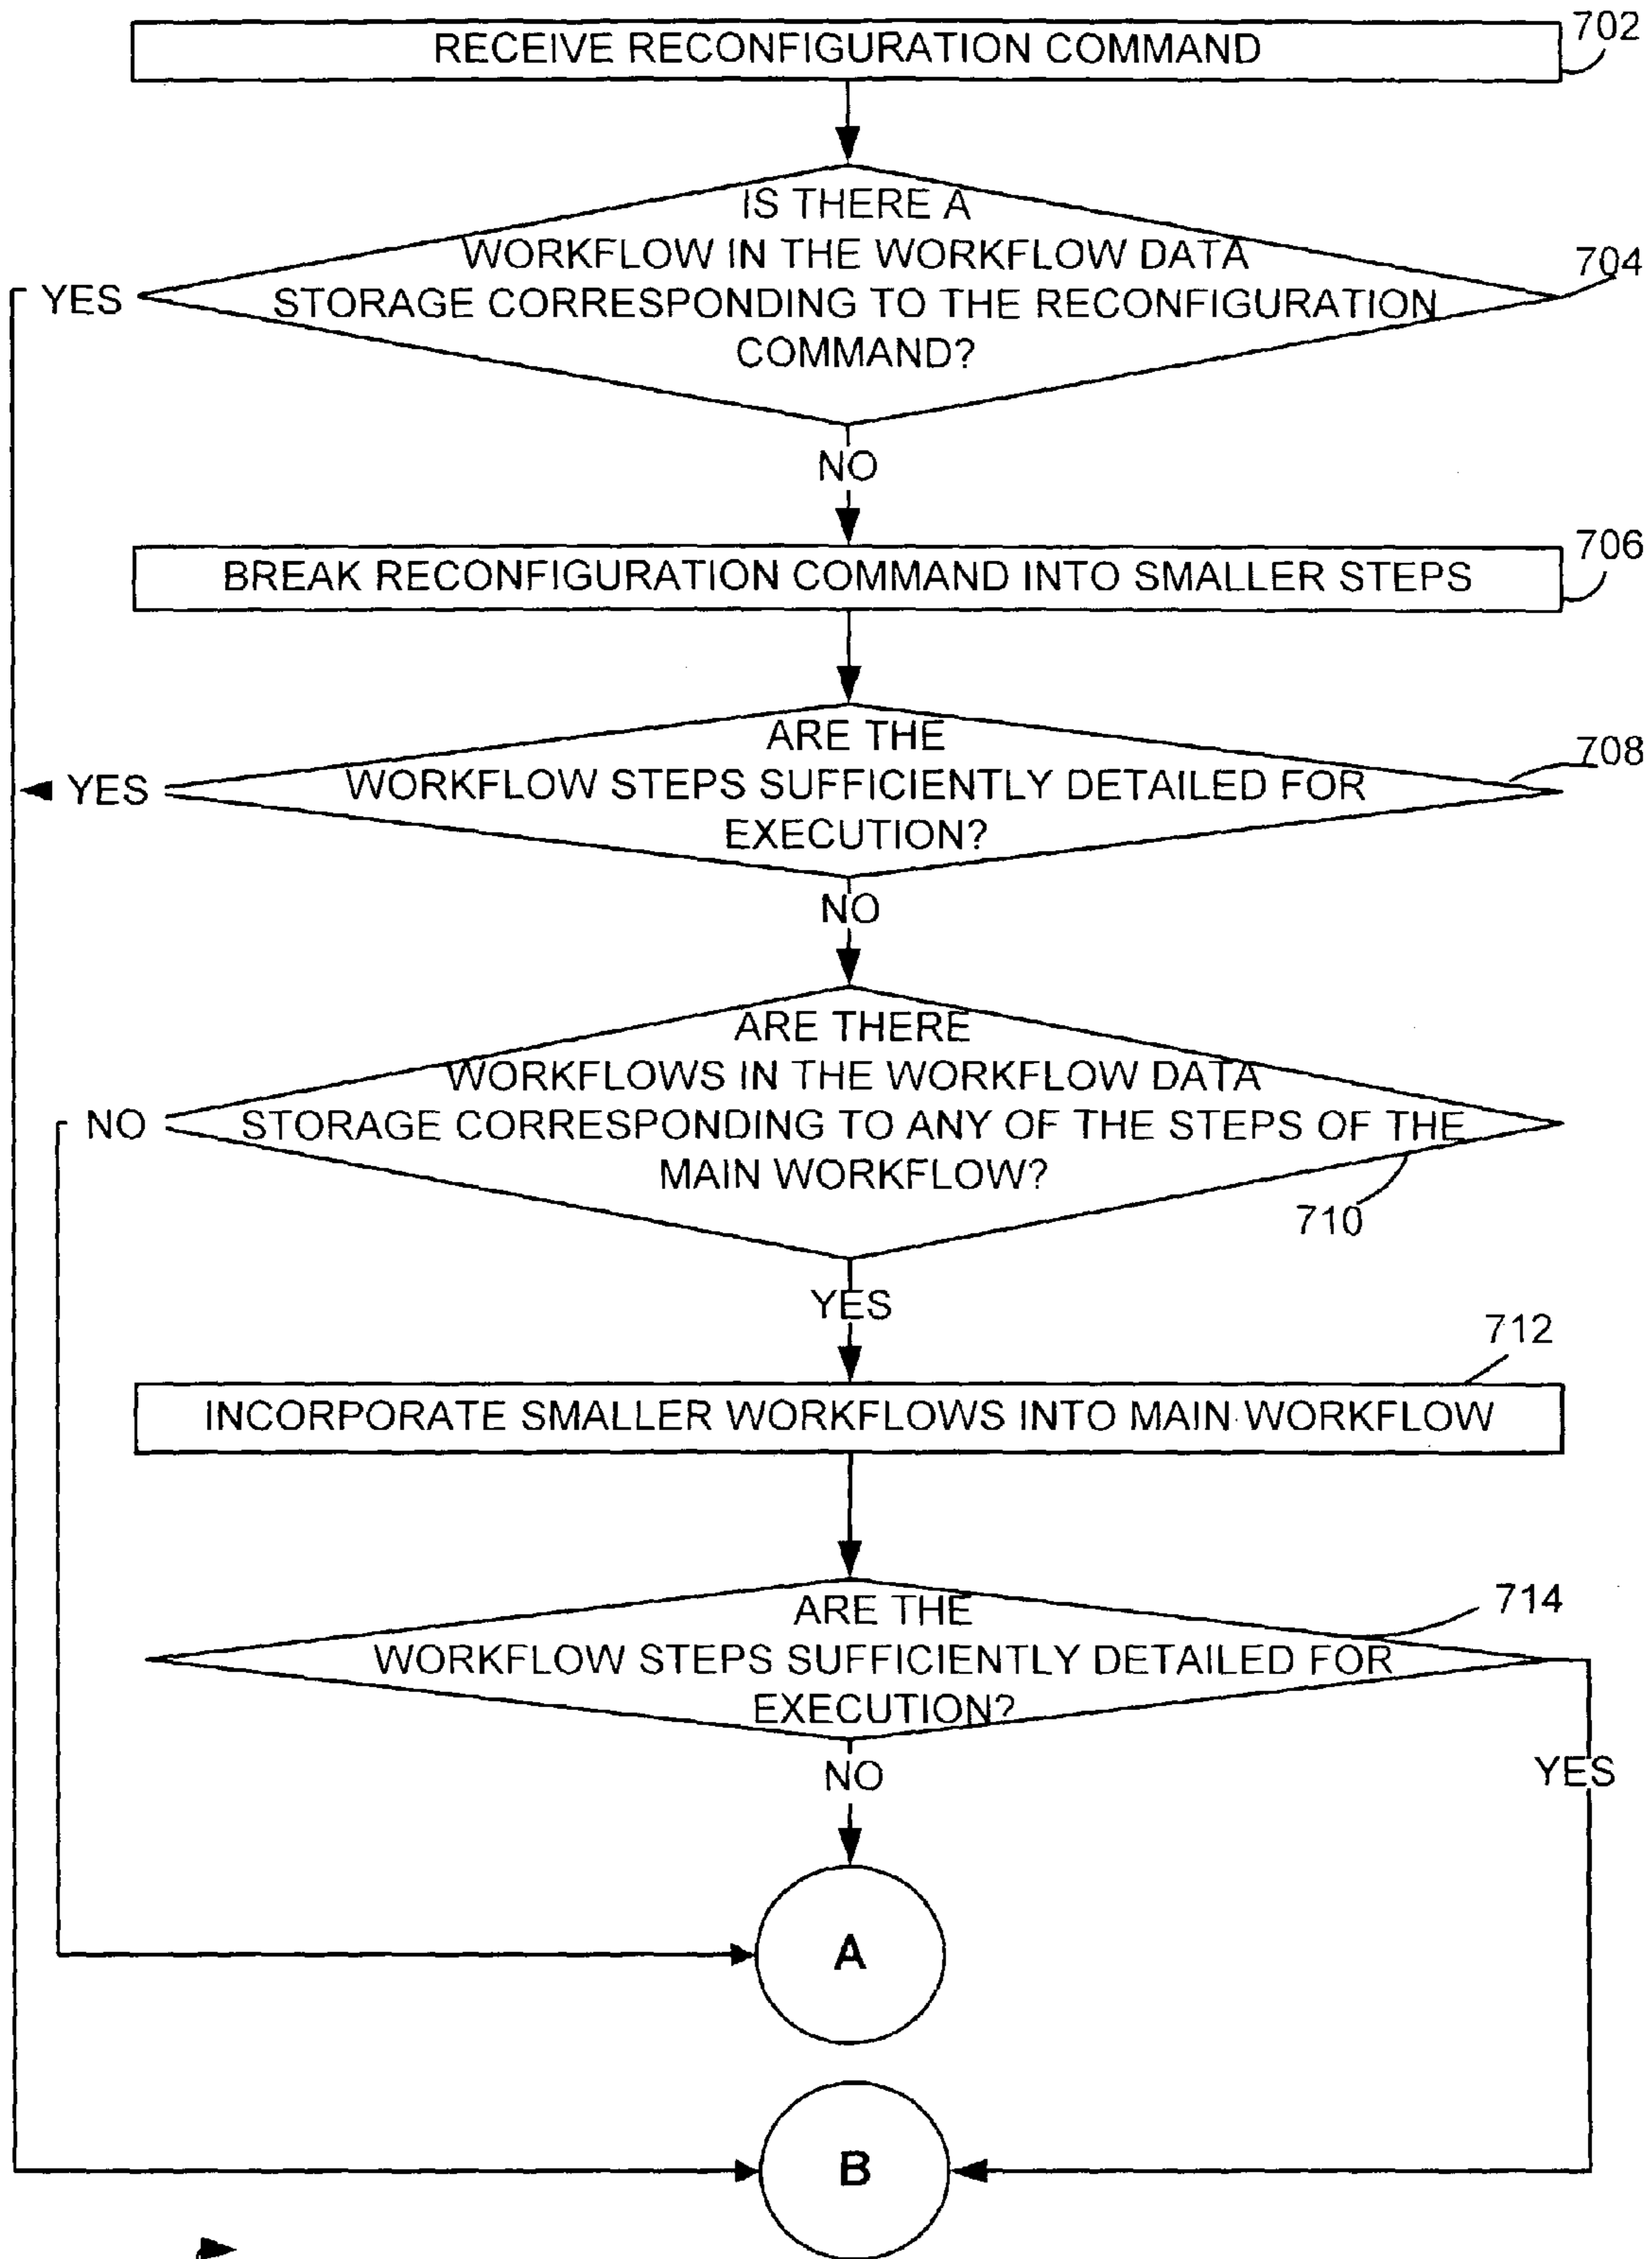 RECEIVE RECONFIGURATION COMMAND
702
IS THERE A
WORKFLOW IN THE WORKFLOW DATA
STORAGE CORRESPONDING TO THE RECONFIGURATION
COMMAND?
704
YES
NO
BREAK RECONFIGURATION COMMAND INTO SMALLER STEPS
706
ARE THE
WORKFLOW STEPS SUFFICIENTLY DETAILED FOR
EXECUTION?
708
YES
NO
ARE THERE
WORKFLOWS IN THE WORKFLOW DATA
STORAGE CORRESPONDING TO ANY OF THE STEPS OF THE
MAIN WORKFLOW?
710
NO
YES
712
INCORPORATE SMALLER WORKFLOWS INTO MAIN WORKFLOW
ARE THE
WORKFLOW STEPS SUFFICIENTLY DETAILED FOR
EXECUTION?
714
NO
YES
A
B